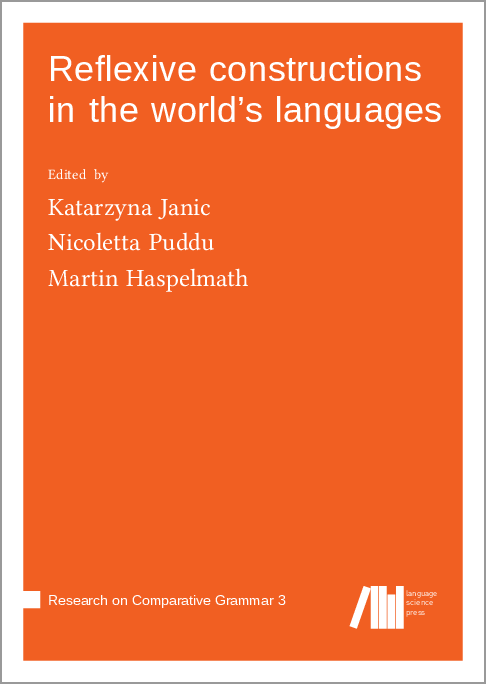 Reflexive constructions
in the world’s languages
Edited by
Katarzyna Janic
Nicoletta Puddu
Martin Haspelmath
Research on Comparative Grammar 3
language
science
press